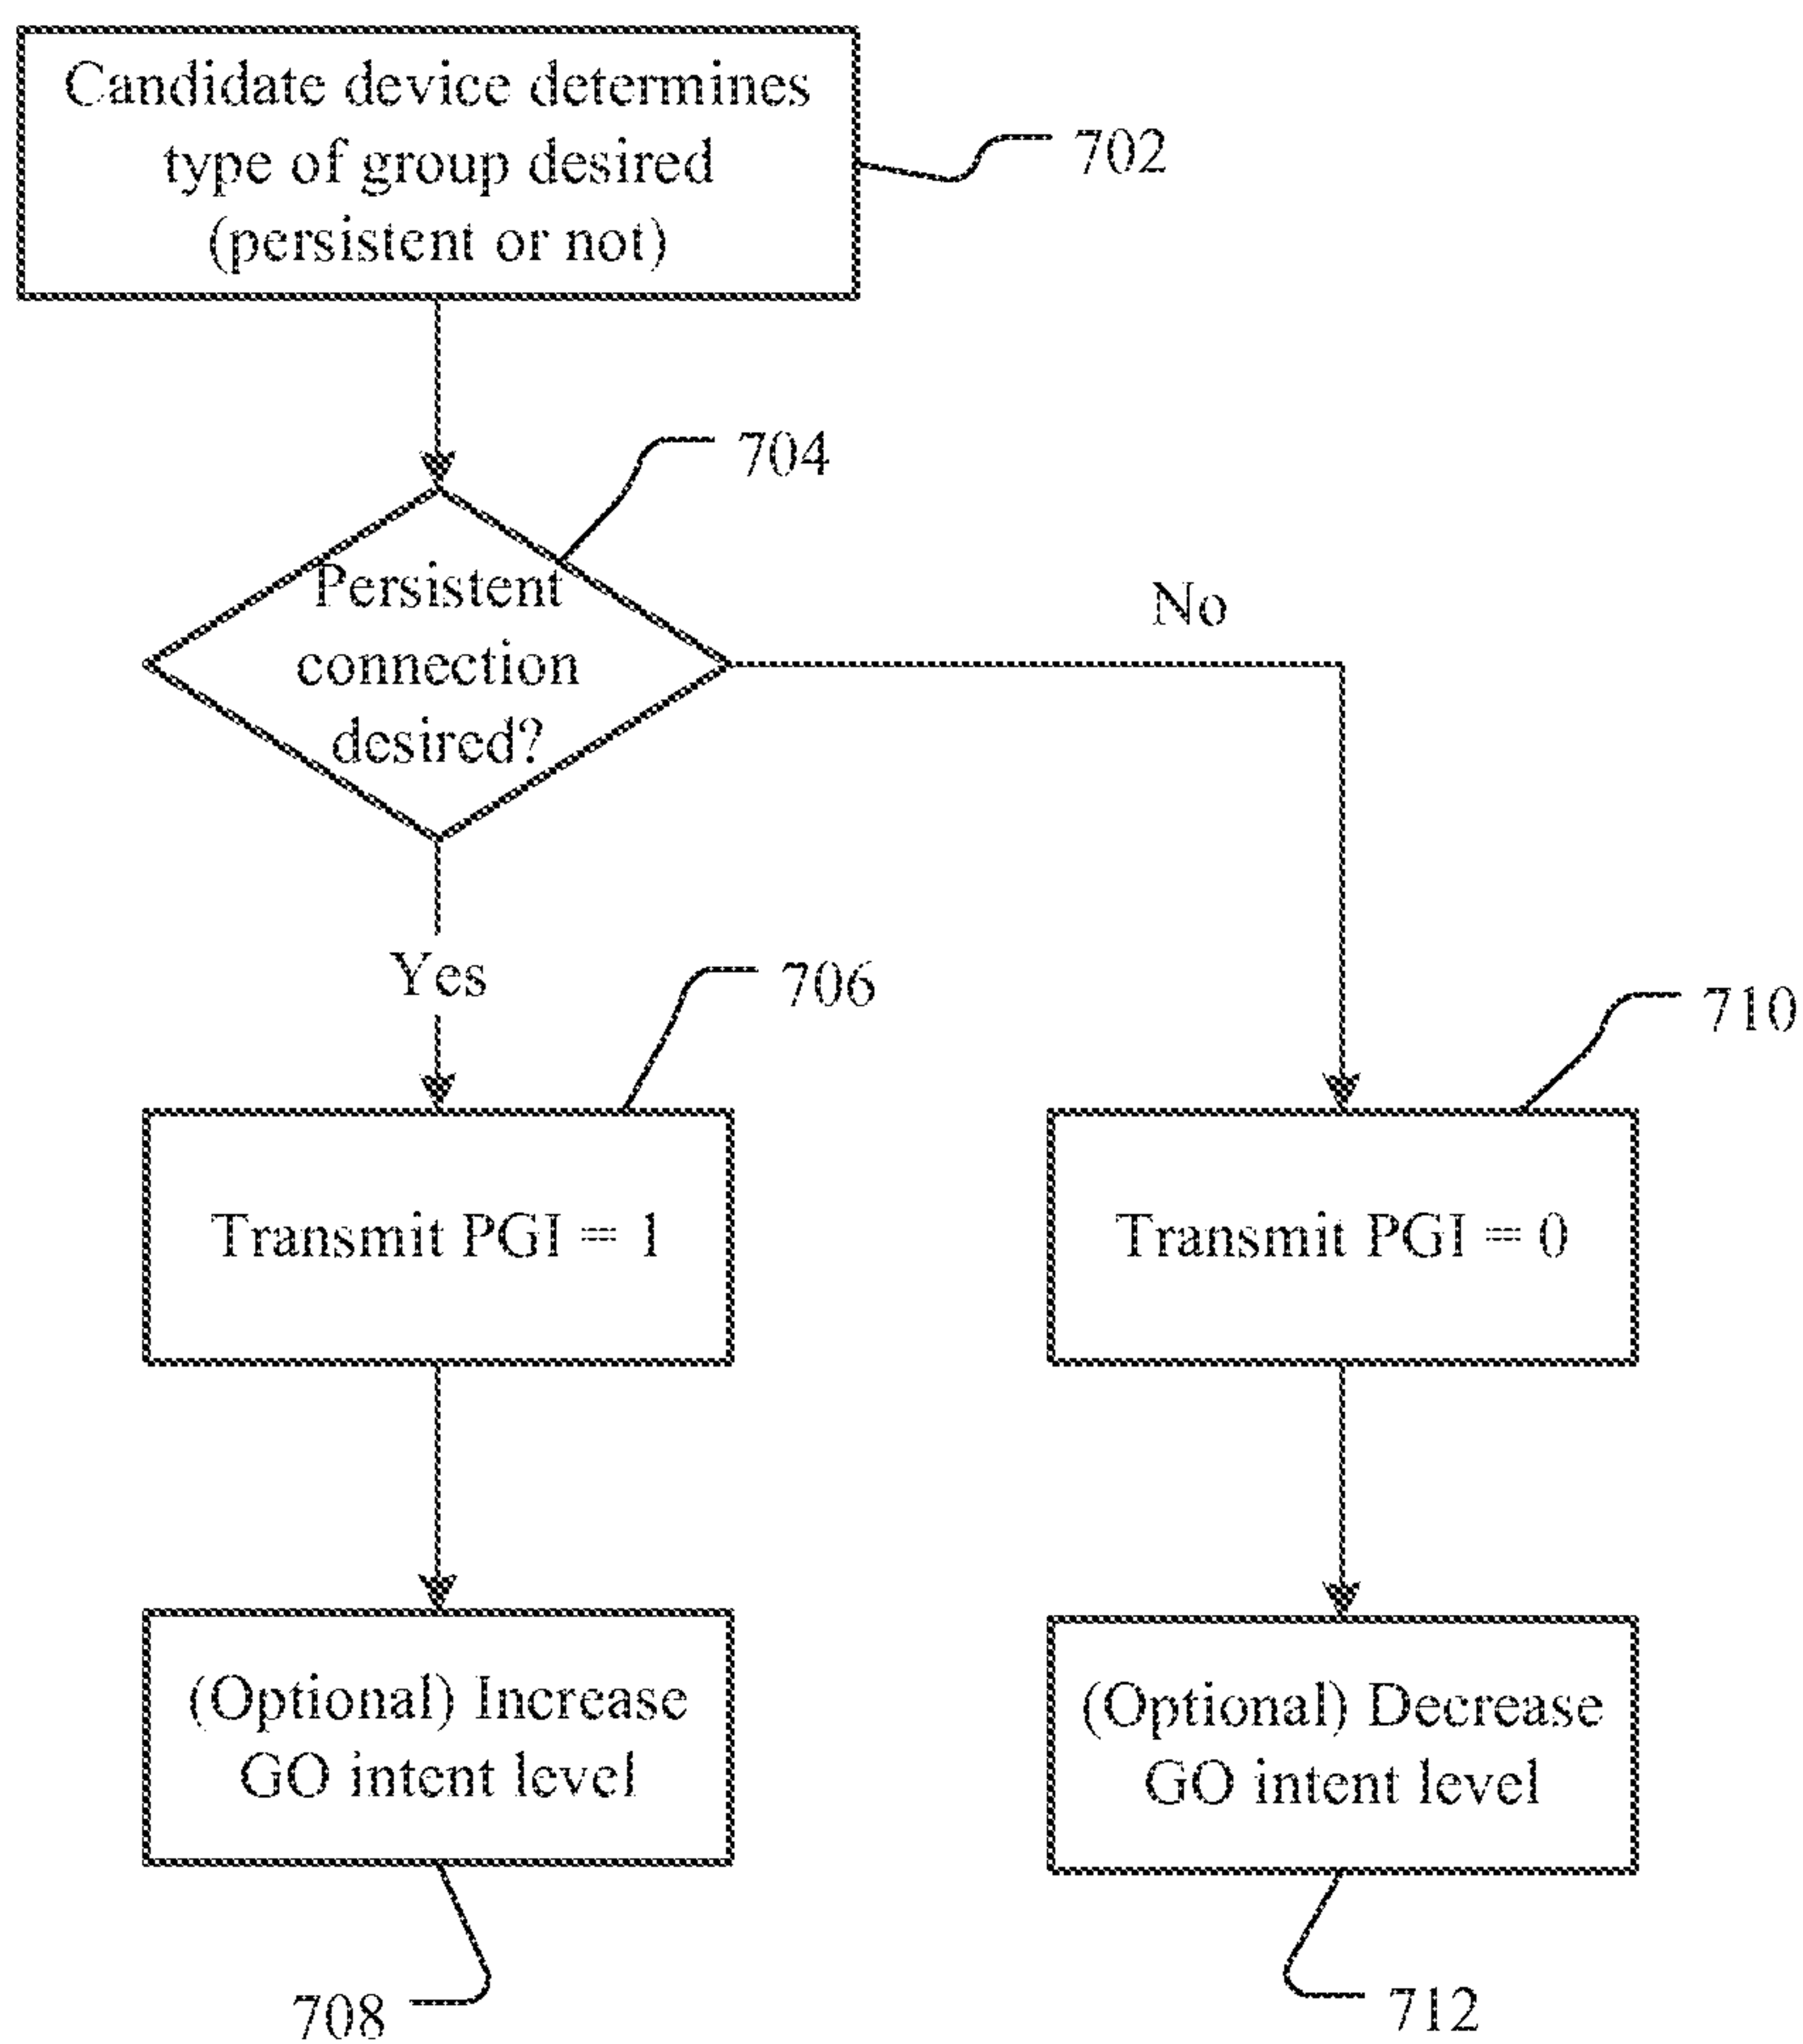 Candidate device determines
type of group desired
(persistent or not)
702
704
Persistent
connection
desired?
No
Yes
706
710
Transmit PGI = 1
Transmit PGI = 0
(Optional) Increase
GO intent level
(Optional) Decrease
GO intent level
708
712